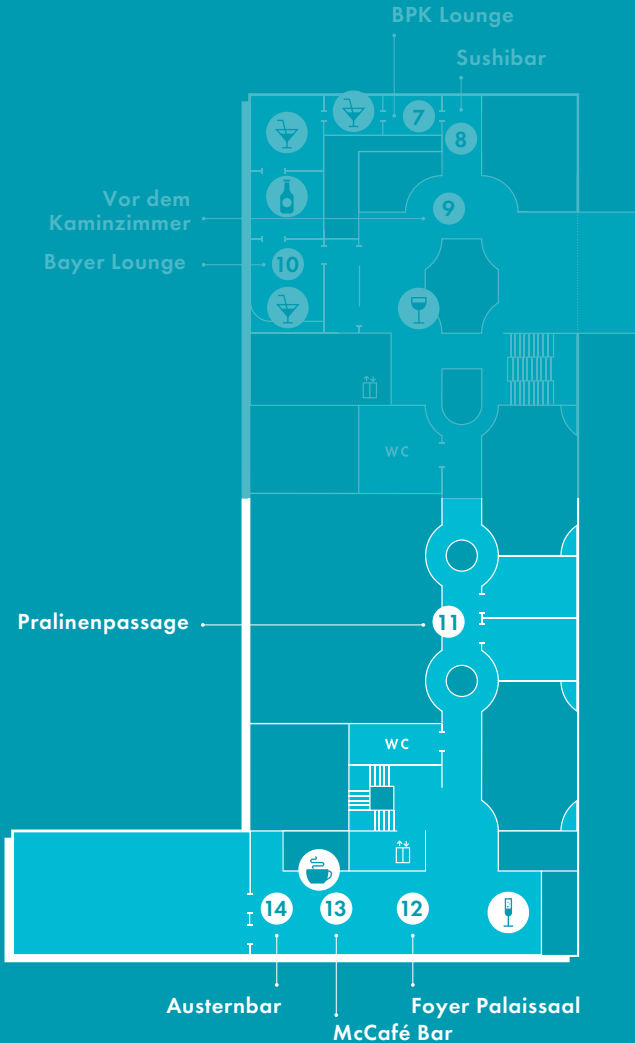 BPK Lounge
Sushibar
7
8
Vor dem
Kaminzimmer
9
Bayer Lounge
10
WC
Pralinenpassage
11
WC
14
13
12
Austernbar
Foyer Palaissaal
McCafé Bar